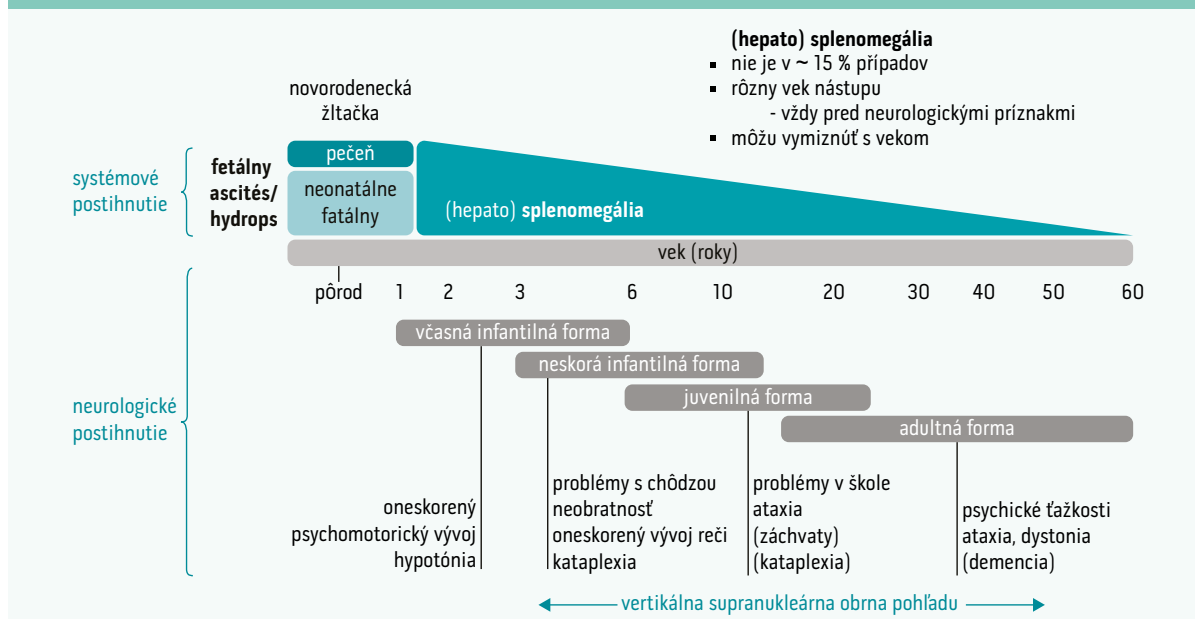 (hepato) splenomegália
▪ nie je v ~ 15 % případov
▪ rôzny vek nástupu
- vždy pred neurologickými príznakmi
▪ môžu vymiznúť s vekom
novorodenecká
žltačka
systémové
postihnutie
fetálny
ascités/
hydrops
pečeň
neonatálne
fatálny
(hepato) splenomegália
vek (roky)
pôrod 1 2 3 6 10 20 30 40 50 60
neurologické
postihnutie
včasná infantilná forma
neskorá infantilná forma
juvenilná forma
adultná forma
oneskorený
psychomotorický vývoj
hypotónia
problémy s chôdzou
neobratnosť
oneskorený vývoj reči
kataplexia
problémy v škole
ataxia
(záchvaty)
(kataplexia)
psychické ťažkosti
ataxia, dystonia
(demencia)
vertikálna supranukleárna obrna pohľadu